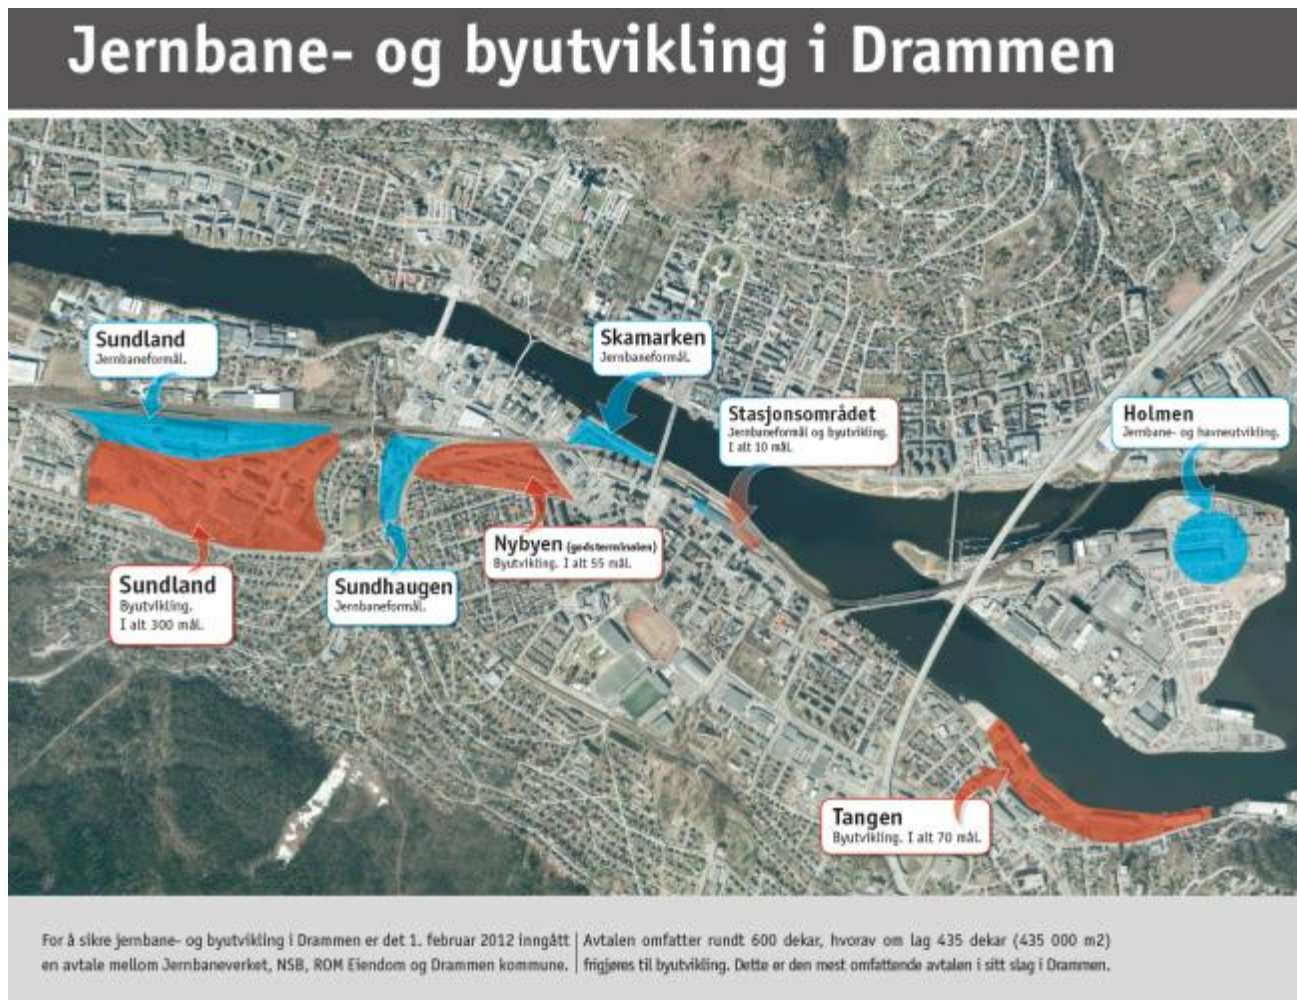 Jernbane- og byutvikling i Drammen
Sundland
Jernbaneformål.
Skamarken
Jernbaneformål.
Stasjonsområdet
Jernbaneformål og byutvikling.
I alt 10 mål.
Holmen
Jernbane- og havneutvikling.
Nybyen (godsterminalen)
Byutvikling. I alt 55 mål.
Sundland
Byutvikling.
I alt 300 mål.
Sundhaugen
Jernbaneformål.
Tangen
Byutvikling. I alt 70 mål.
For å sikre jernbane- og byutvikling i Drammen er det 1. februar 2012 inngått
en avtale mellom Jernbaneverket, NSB, ROM Eiendom og Drammen kommune.
Avtalen omfatter rundt 600 dekar, hvorav om lag 435 dekar (435 000 m2)
frigjøres til byutvikling. Dette er den mest omfattende avtalen i sitt slag i Drammen.